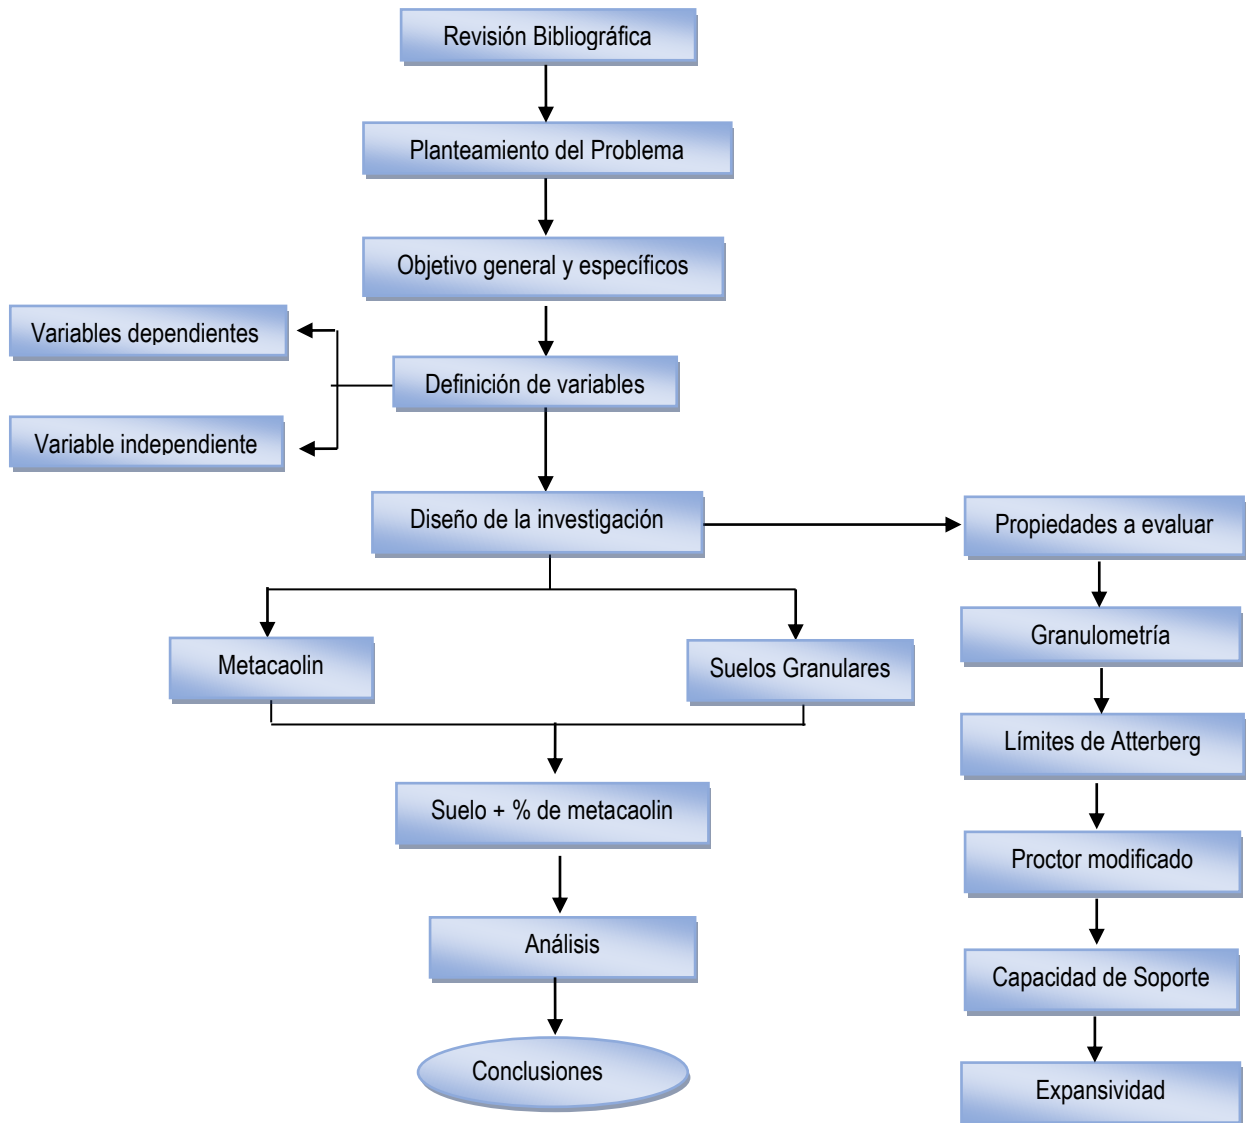 Revisión Bibliográfica
Planteamiento del Problema
Objetivo general y específicos
Variables dependientes
Definición de variables
Variable independiente
Diseño de la investigación
Propiedades a evaluar
Granulometría
Metacaolin
Suelos Granulares
Límites de Atterberg
Suelo + % de metacaolin
Proctor modificado
Análisis
Capacidad de Soporte
Conclusiones
Expansividad